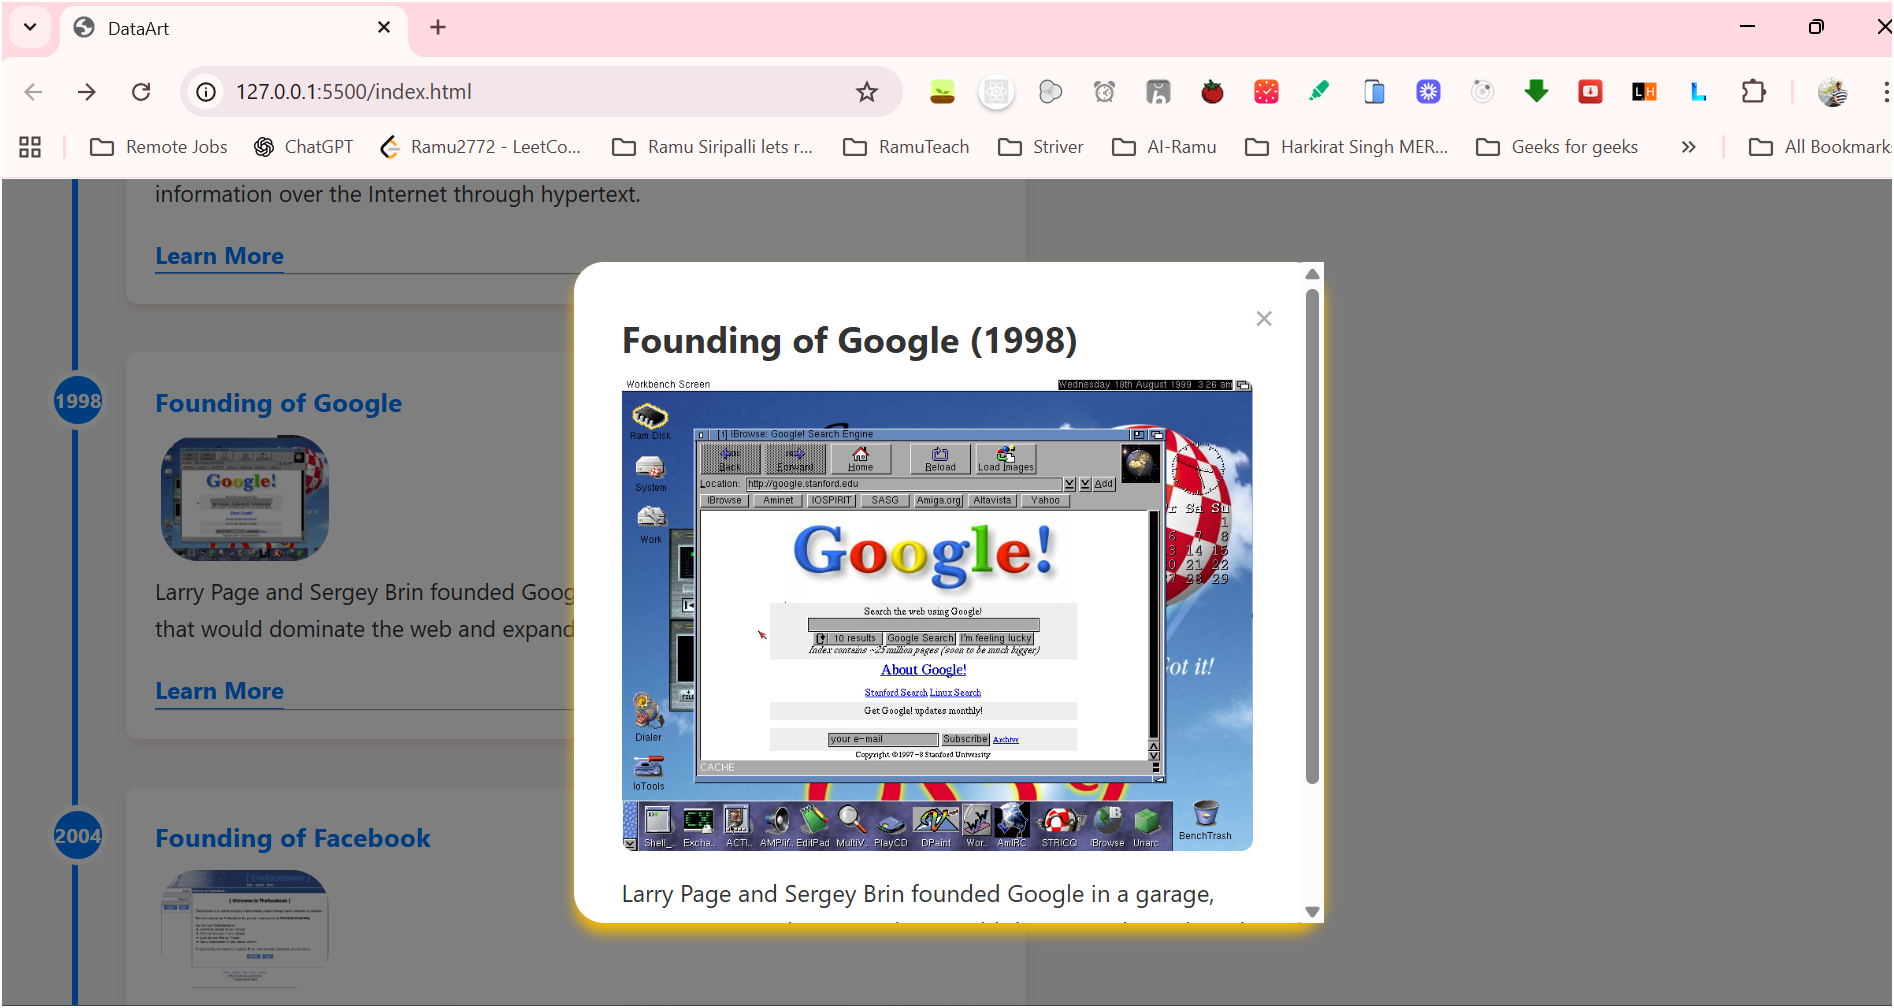 DataArt
127.0.0.1:5500/index.html
Remote Jobs
ChatGPT
Ramu2772 - LeetCo...
Ramu Siripalli lets r...
RamuTeach
Striver
AI-Ramu
Harkirat Singh MER...
Geeks for geeks
All Bookmarks
information over the Internet through hypertext.
Learn More
1998
Founding of Google
Larry Page and Sergey Brin founded Goog
that would dominate the web and expand
Learn More
2004
Founding of Facebook
Founding of Google (1998)
Workbench Screen
Wednesday 18th August 1999 3:26 am
Ram Disk
System
Work
Dialer
IoTools
[1] IBrowse: Google! Search Engine
Back
Forward
Home
Reload
Load Images
Location: http://google.stanford.edu
Add
IBrowse
Aminet
IOSPIRIT
SASG
Amiga.org
Altavista
Yahoo
Google!
Search the web using Google!
10 results
Google Search
I'm feeling lucky
Index contains ~25 million pages (soon to be much bigger)
About Google!
Stanford Search Linux Search
Get Google! updates monthly!
your e-mail
Subscribe
Archive
Copyright ©1997-8 Stanford University
CACHE
r Sa Su
1
6 7 8
3 14 15
0 21 22
7 28 29
Got it!
Shell_..
Excha..
ACTI..
AMPlif..
EditPad
MultiV..
PlayCD
DPaint
Wor..
AmIRC
STRICQ
IBrowse
Unarc
BenchTrash
Larry Page and Sergey Brin founded Google in a garage,